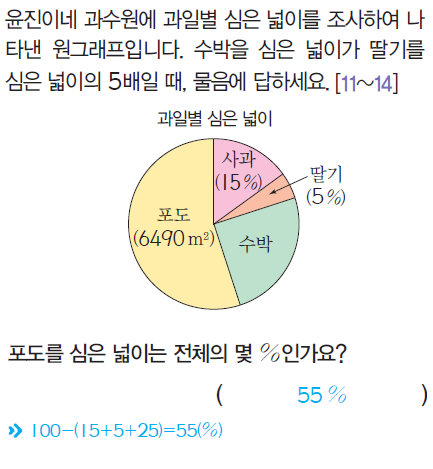 윤진이네 과수원에 과일별 심은 넓이를 조사하여 나
타낸 원그래프입니다. 수박을 심은 넓이가 딸기를
심은 넓이의 5배일 때, 물음에 답하세요. [11~14]
과일별 심은 넓이
사과
(15%)
딸기
(5%)
포도
(6490 m²)
수박
포도를 심은 넓이는 전체의 몇 %인가요?
( 55 % )
» 100-(15+5+25)=55(%)